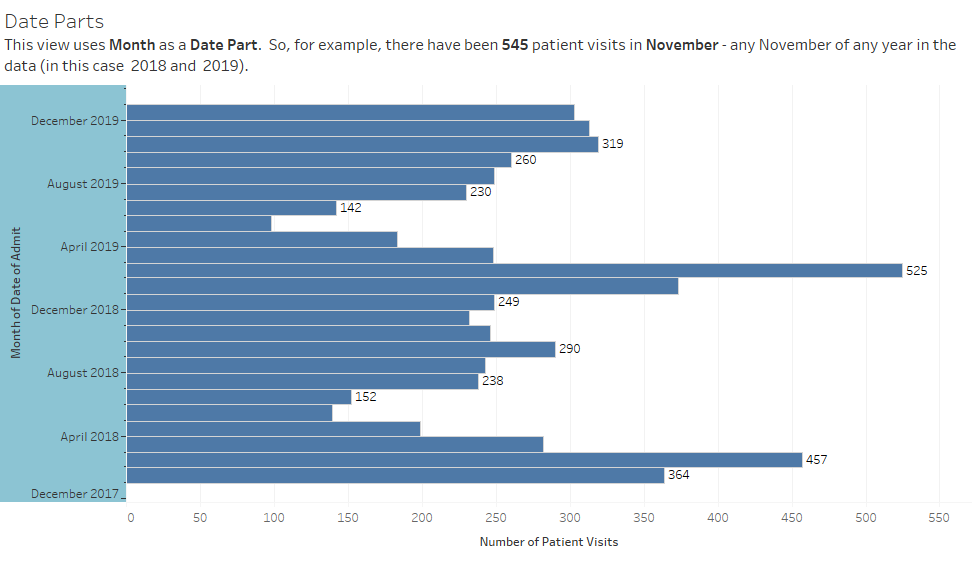 Date Parts
This view uses Month as a Date Part.  So, for example, there have been 545 patient visits in November - any November of any year in the
data (in this case  2018 and  2019).
Month of Date of Admit
December 2019
319
260
August 2019
230
142
April 2019
525
249
December 2018
290
August 2018
238
152
April 2018
457
364
December 2017
0 50 100 150 200 250 300 350 400 450 500 550
Number of Patient Visits